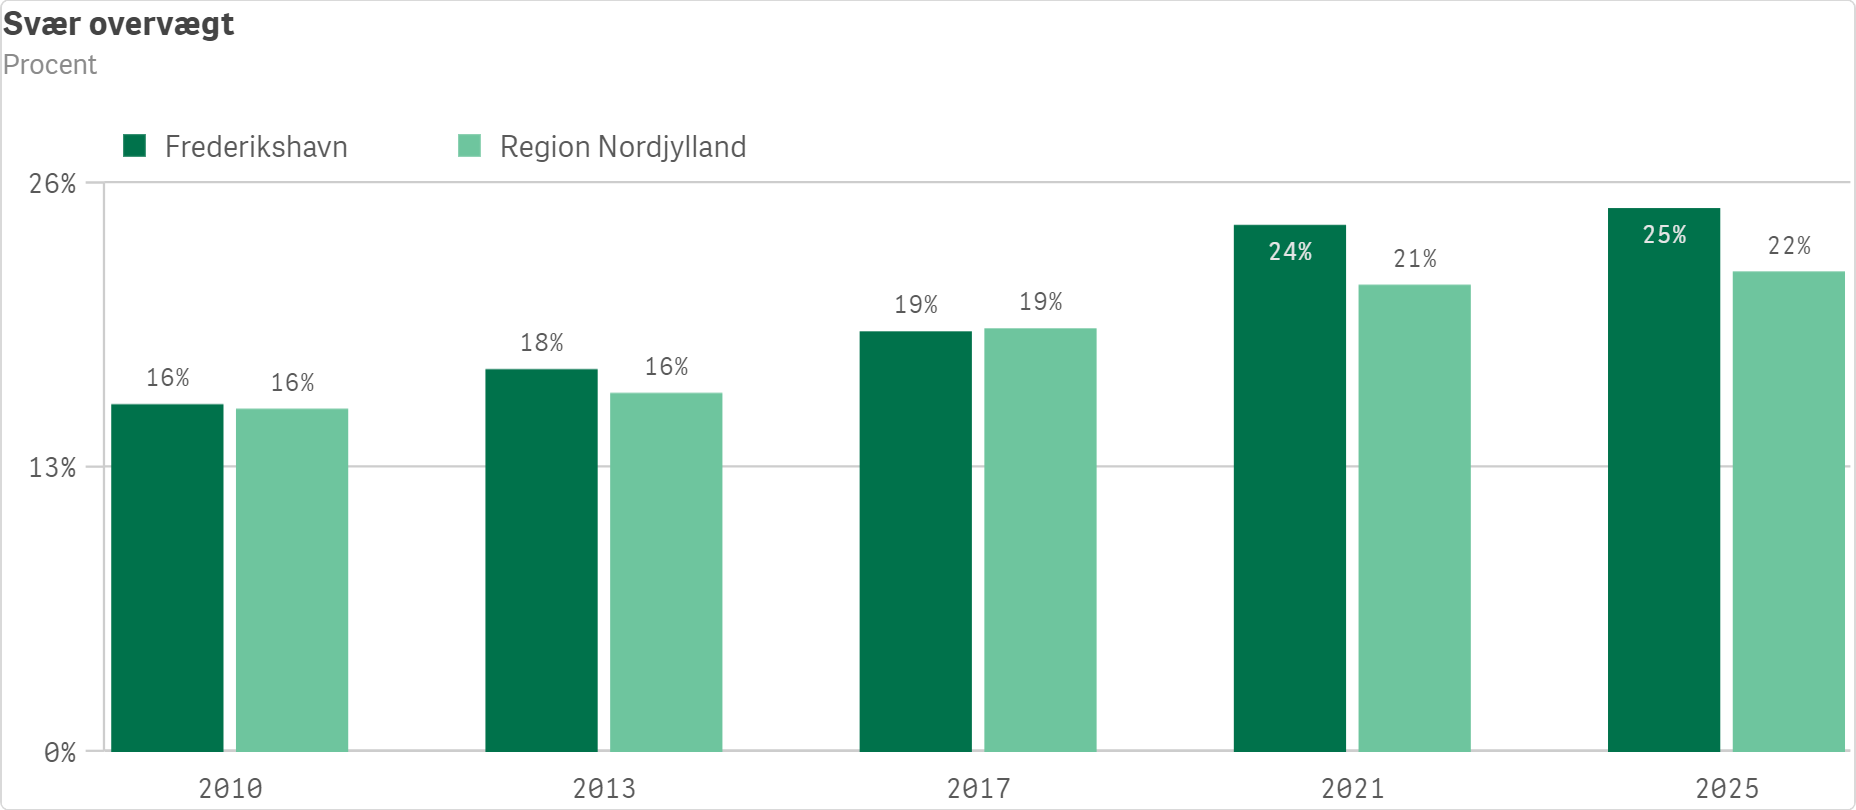 Svær overvægt
Procent
Frederikshavn Region Nordjylland
26%
13%
0%
16% 16% 18% 16% 19% 19% 24% 21% 25% 22%
2010 2013 2017 2021 2025